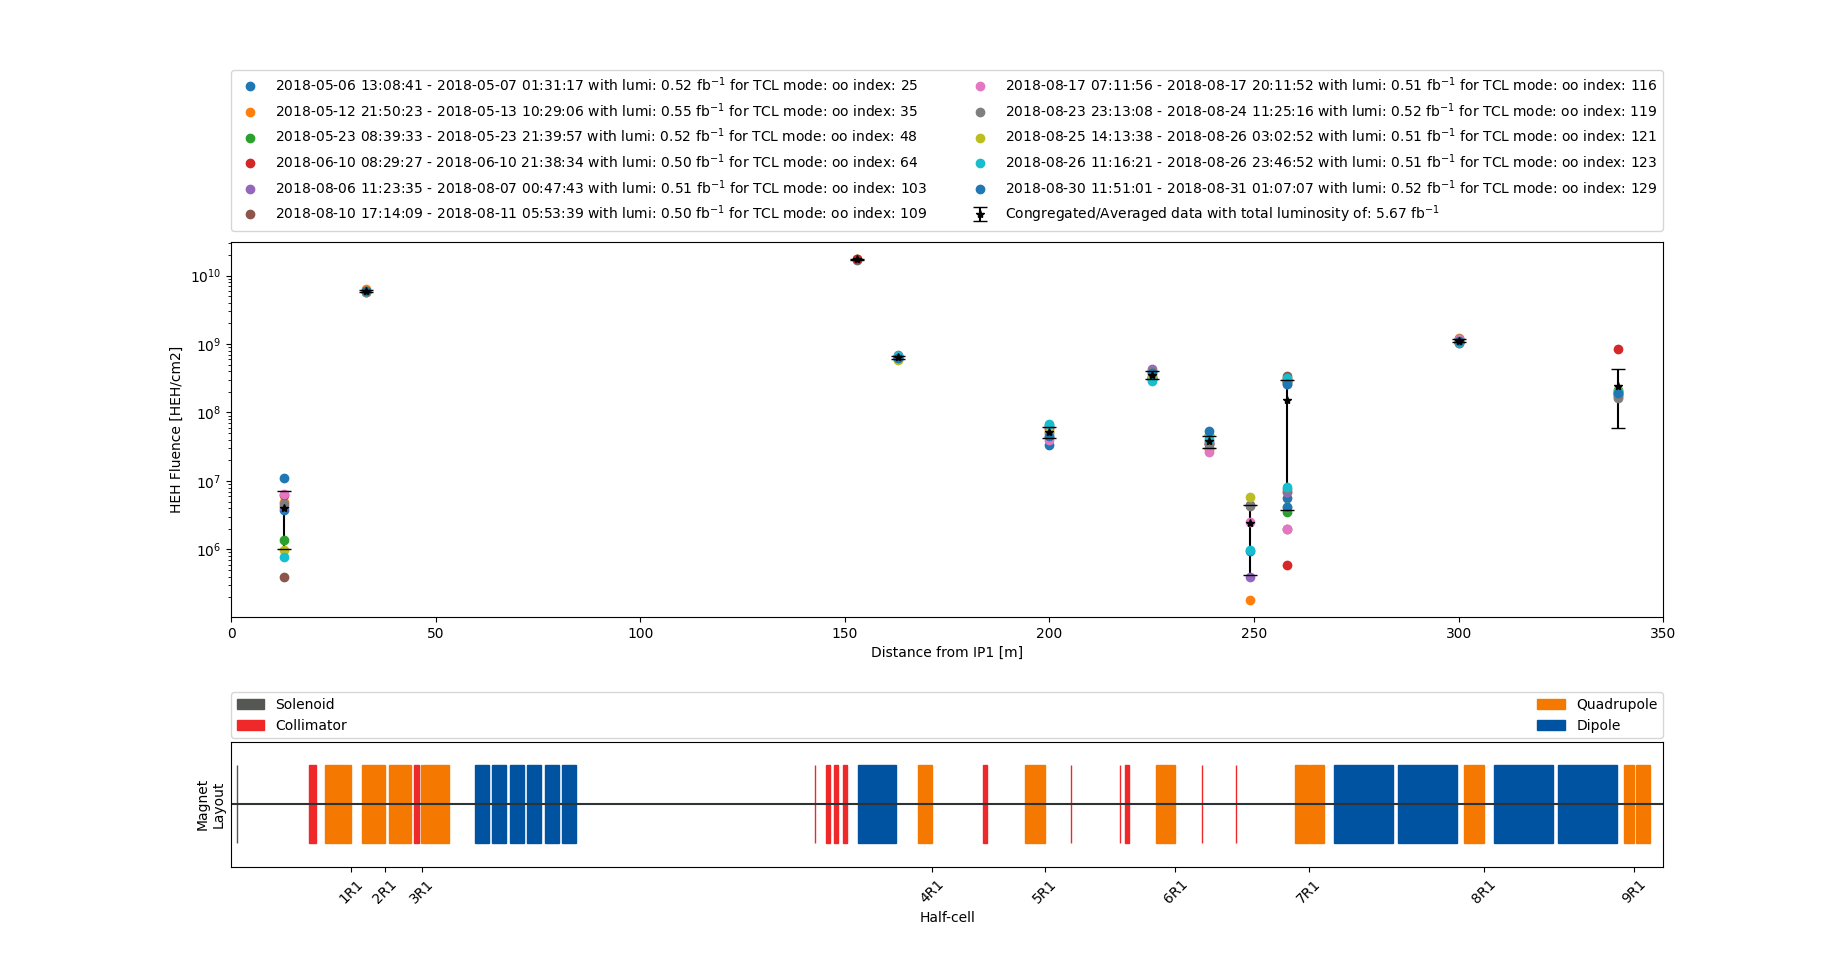 2018-05-06 13:08:41 - 2018-05-07 01:31:17 with lumi: 0.52 fb⁻¹ for TCL mode: oo index: 25
2018-05-12 21:50:23 - 2018-05-13 10:29:06 with lumi: 0.55 fb⁻¹ for TCL mode: oo index: 35
2018-05-23 08:39:33 - 2018-05-23 21:39:57 with lumi: 0.52 fb⁻¹ for TCL mode: oo index: 48
2018-06-10 08:29:27 - 2018-06-10 21:38:34 with lumi: 0.50 fb⁻¹ for TCL mode: oo index: 64
2018-08-06 11:23:35 - 2018-08-07 00:47:43 with lumi: 0.51 fb⁻¹ for TCL mode: oo index: 103
2018-08-10 17:14:09 - 2018-08-11 05:53:39 with lumi: 0.50 fb⁻¹ for TCL mode: oo index: 109
2018-08-17 07:11:56 - 2018-08-17 20:11:52 with lumi: 0.51 fb⁻¹ for TCL mode: oo index: 116
2018-08-23 23:13:08 - 2018-08-24 11:25:16 with lumi: 0.52 fb⁻¹ for TCL mode: oo index: 119
2018-08-25 14:13:38 - 2018-08-26 03:02:52 with lumi: 0.51 fb⁻¹ for TCL mode: oo index: 121
2018-08-26 11:16:21 - 2018-08-26 23:46:52 with lumi: 0.51 fb⁻¹ for TCL mode: oo index: 123
2018-08-30 11:51:01 - 2018-08-31 01:07:07 with lumi: 0.52 fb⁻¹ for TCL mode: oo index: 129
Congregated/Averaged data with total luminosity of: 5.67 fb⁻¹
HEH Fluence [HEH/cm2]
10¹⁰
10⁹
10⁸
10⁷
10⁶
0 50 100 150 200 250 300 350
Distance from IP1 [m]
Solenoid
Collimator
Quadrupole
Dipole
Magnet
Layout
1R1 2R1 3R1 4R1 5R1 6R1 7R1 8R1 9R1
Half-cell